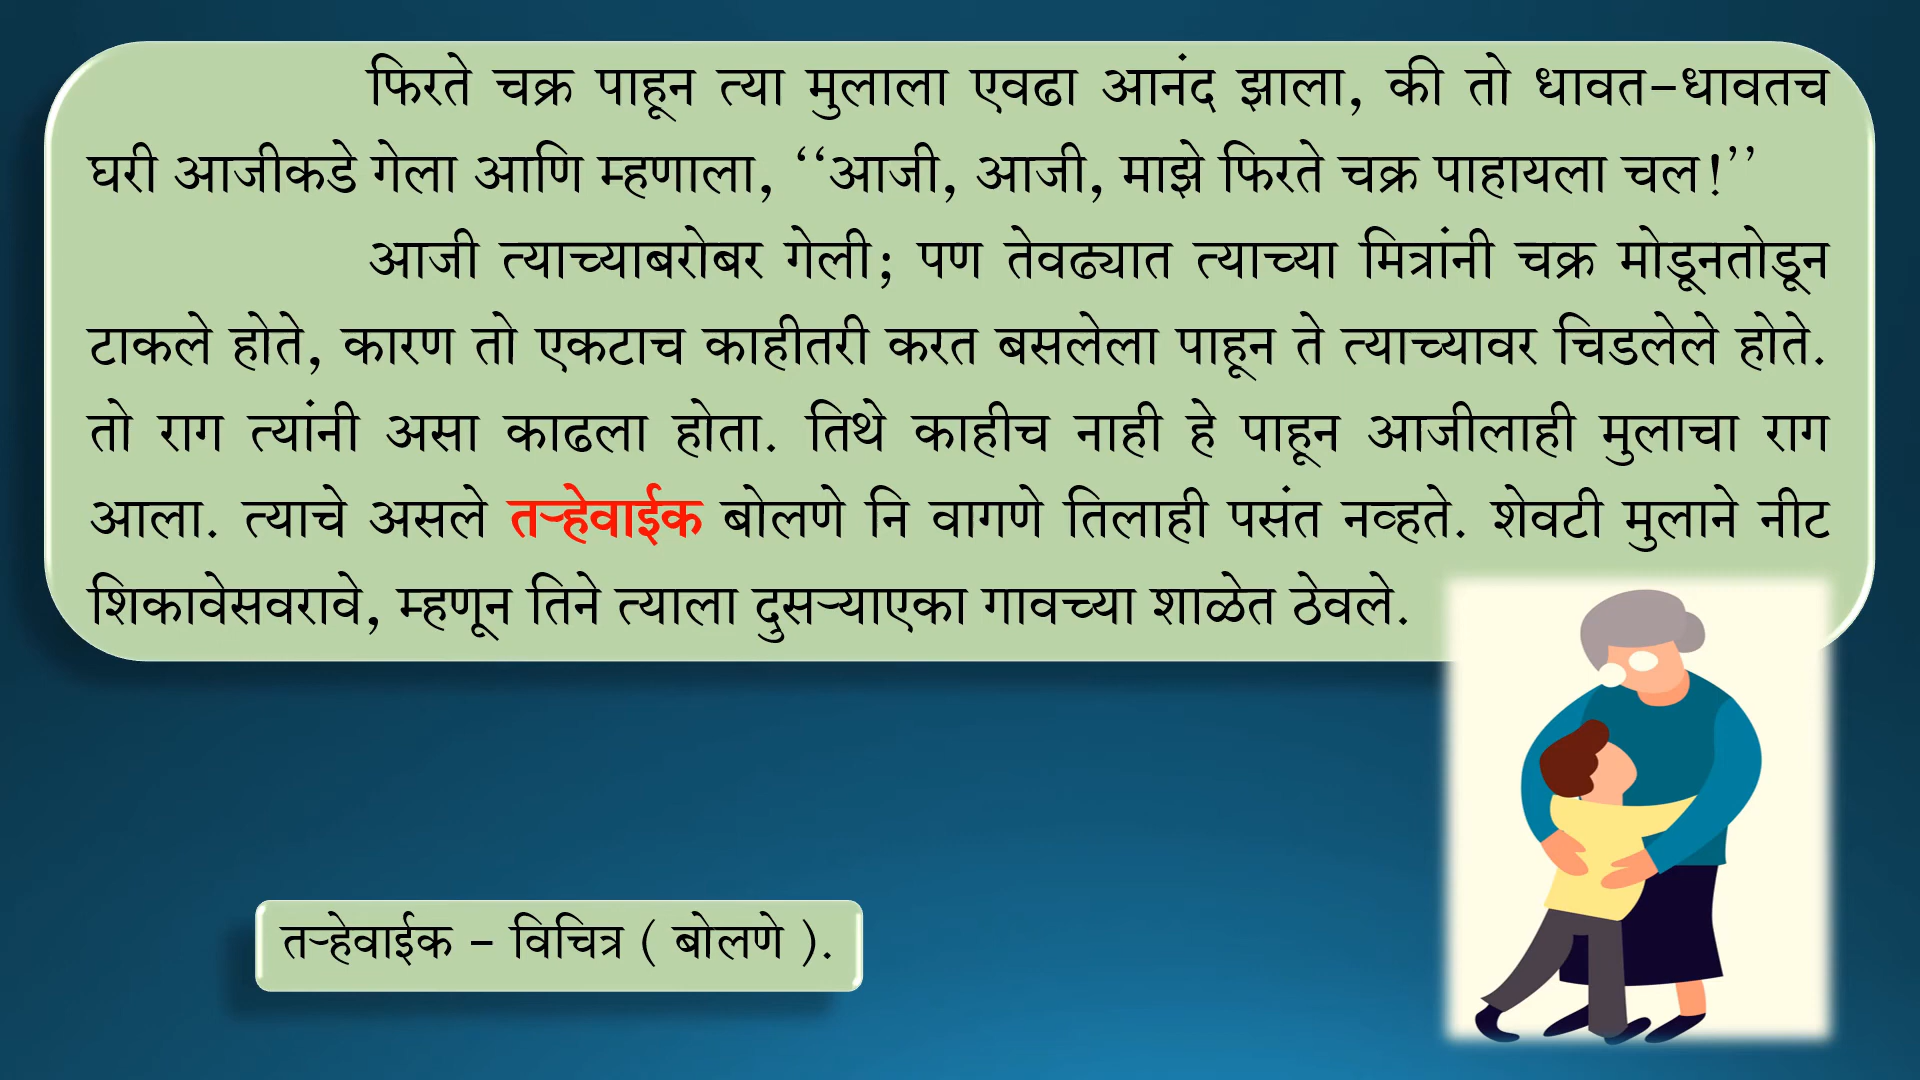 फिरते चक्र पाहून त्या मुलाला एवढा आनंद झाला, की तो धावत-धावतच
घरी आजीकडे गेला आणि म्हणाला, ‘‘आजी, आजी, माझे फिरते चक्र पाहायला चल!’’
आजी त्याच्याबरोबर गेली; पण तेवढ्यात त्याच्या मित्रांनी चक्र मोडूनतोडून
टाकले होते, कारण तो एकटाच काहीतरी करत बसलेला पाहून ते त्याच्यावर चिडलेले होते.
तो राग त्यांनी असा काढला होता. तिथे काहीच नाही हे पाहून आजीलाही मुलाचा राग
आला. त्याचे असले तऱ्हेवाईक बोलणे नि वागणे तिलाही पसंत नव्हते. शेवटी मुलाने नीट
शिकावेसवरावे, म्हणून तिने त्याला दुसऱ्याएका गावच्या शाळेत ठेवले.
तऱ्हेवाईक - विचित्र ( बोलणे ).